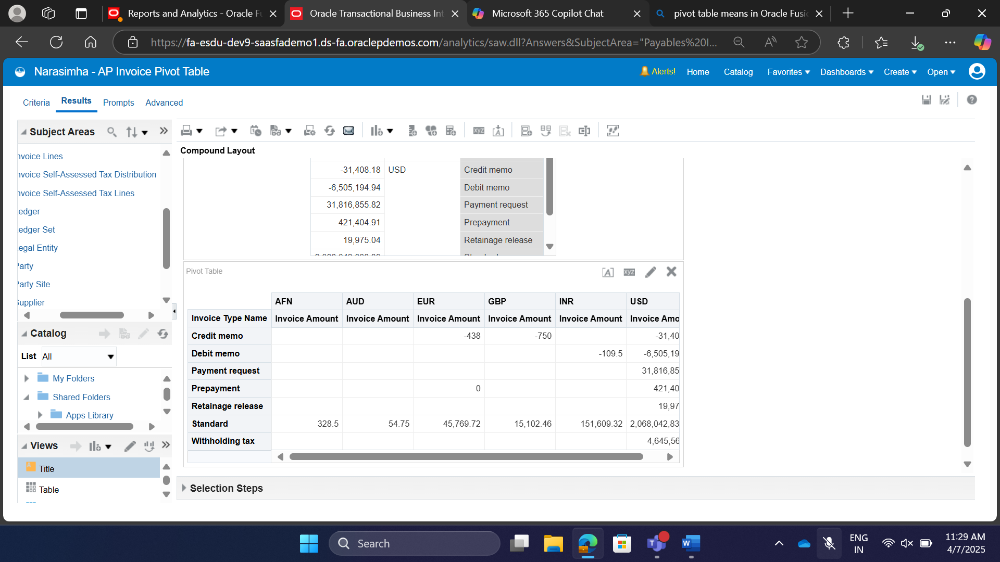 Reports and Analytics - Oracle Fu
Oracle Transactional Business Int
Microsoft 365 Copilot Chat
pivot table means in Oracle Fusio
https://fa-esdu-dev9-saasfademo1.ds-fa.oraclepdemos.com/analytics/saw.dll?Answers&SubjectArea="Payables%20I...
Narasimha - AP Invoice Pivot Table
Alerts! Home Catalog Favorites Dashboards Create Open
Criteria Results Prompts Advanced
Subject Areas
nvoice Lines
nvoice Self-Assessed Tax Distribution
nvoice Self-Assessed Tax Lines
edger
edger Set
egal Entity
Party
Party Site
Supplier
Catalog
List All
My Folders
Shared Folders
Apps Library
Views
Title
Table
Compound Layout
-31,408.18 USD Credit memo
-6,505,194.94 Debit memo
31,816,855.82 Payment request
421,404.91 Prepayment
19,975.04 Retainage release
Pivot Table
xyz
AFN AUD EUR GBP INR USD
Invoice Type Name Invoice Amount Invoice Amount Invoice Amount Invoice Amount Invoice Amount Invoice Amo
Credit memo -438 -750 -31,40
Debit memo -109.5 -6,505,19
Payment request 31,816,85
Prepayment 0 421,40
Retainage release 19,97
Standard 328.5 54.75 45,769.72 15,102.46 151,609.32 2,068,042,83
Withholding tax 4,645,56
Selection Steps
Search
ENG
IN
11:29 AM
4/7/2025